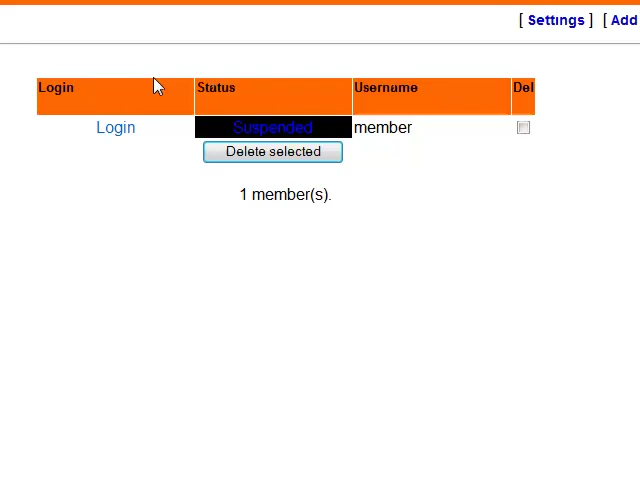 [ Settings ] [ Add
Login Status Username Del
Login Suspended member
Delete selected
1 member(s).